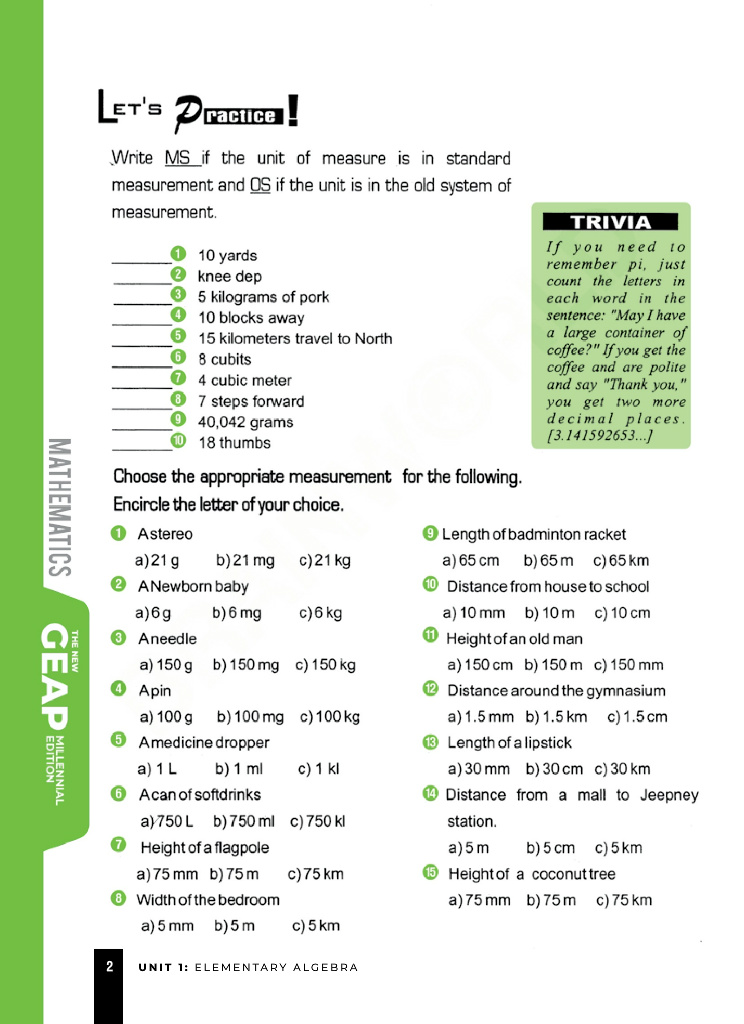 LET'S Practice!
Write MS if the unit of measure is in standard
measurement and OS if the unit is in the old system of
measurement.
_______ 1 10 yards
_______ 2 knee dep
_______ 3 5 kilograms of pork
_______ 4 10 blocks away
_______ 5 15 kilometers travel to North
_______ 6 8 cubits
_______ 7 4 cubic meter
_______ 8 7 steps forward
_______ 9 40,042 grams
_______ 10 18 thumbs
TRIVIA
If you need to
remember pi, just
count the letters in
each word in the
sentence: "May I have
a large container of
coffee?" If you get the
coffee and are polite
and say "Thank you,"
you get two more
decimal places.
[3.141592653...]
Choose the appropriate measurement for the following.
Encircle the letter of your choice.
1 A stereo
a) 21 g b) 21 mg c) 21 kg
2 A Newborn baby
a) 6 g b) 6 mg c) 6 kg
3 A needle
a) 150 g b) 150 mg c) 150 kg
4 A pin
a) 100 g b) 100 mg c) 100 kg
5 A medicine dropper
a) 1 L b) 1 ml c) 1 kl
6 A can of softdrinks
a) 750 L b) 750 ml c) 750 kl
7 Height of a flagpole
a) 75 mm b) 75 m c) 75 km
8 Width of the bedroom
a) 5 mm b) 5 m c) 5 km
9 Length of badminton racket
a) 65 cm b) 65 m c) 65 km
10 Distance from house to school
a) 10 mm b) 10 m c) 10 cm
11 Height of an old man
a) 150 cm b) 150 m c) 150 mm
12 Distance around the gymnasium
a) 1.5 mm b) 1.5 km c) 1.5 cm
13 Length of a lipstick
a) 30 mm b) 30 cm c) 30 km
14 Distance from a mall to Jeepney
station.
a) 5 m b) 5 cm c) 5 km
15 Height of a coconut tree
a) 75 mm b) 75 m c) 75 km
MATHEMATICS
THE NEW
GEAP
MILLENNIAL
EDITION
2 UNIT 1: ELEMENTARY ALGEBRA